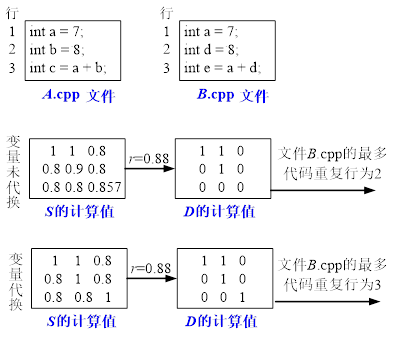 行
1 int a = 7;
2 int b = 8;
3 int c = a + b;
A.cpp 文件
行
1 int a = 7;
2 int d = 8;
3 int e = a + d;
B.cpp 文件
变量未代换
1 1 0.8
0.8 0.9 0.8
0.8 0.8 0.857
S的计算值
r=0.88
1 1 0
0 1 0
0 0 0
D的计算值
文件B.cpp的最多
代码重复行为2
变量代换
1 1 0.8
0.8 1 0.8
0.8 0.8 1
S的计算值
r=0.88
1 1 0
0 1 0
0 0 1
D的计算值
文件B.cpp的最多
代码重复行为3